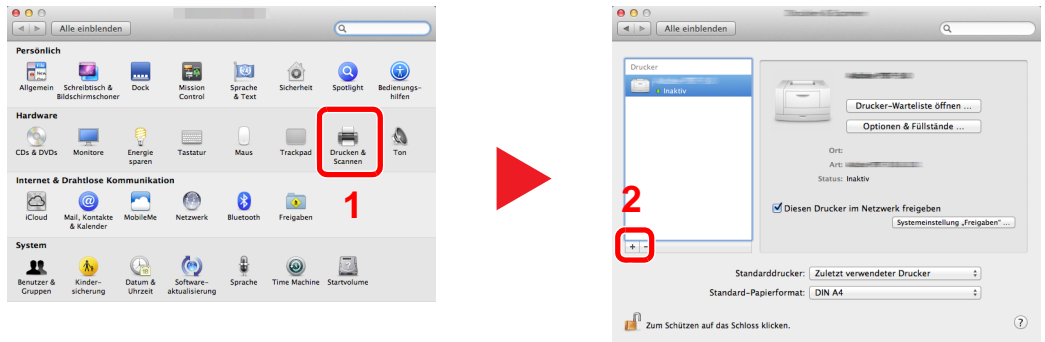 Alle einblenden
Persönlich
Allgemein
Schreibtisch &
Bildschirmschoner
Dock
Mission
Control
Sprache
& Text
Sicherheit
Spotlight
Bedienungs-
hilfen
Hardware
CDs & DVDs
Monitore
Energie
sparen
Tastatur
Maus
Trackpad
Drucken &
Scannen
Ton
1
Internet & Drahtlose Kommunikation
iCloud
Mail, Kontakte
& Kalender
MobileMe
Netzwerk
Bluetooth
Freigaben
System
Benutzer &
Gruppen
Kinder-
sicherung
Datum &
Uhrzeit
Software-
aktualisierung
Sprache
Time Machine
Startvolume
Alle einblenden
Drucker
Inaktiv
2
+ −
Drucker-Warteliste öffnen ...
Optionen & Füllstände ...
Ort:
Art:
Status: Inaktiv
Diesen Drucker im Netzwerk freigeben
Systemeinstellung „Freigaben“ ...
Standarddrucker: Zuletzt verwendeter Drucker
Standard-Papierformat: DIN A4
Zum Schützen auf das Schloss klicken.
?